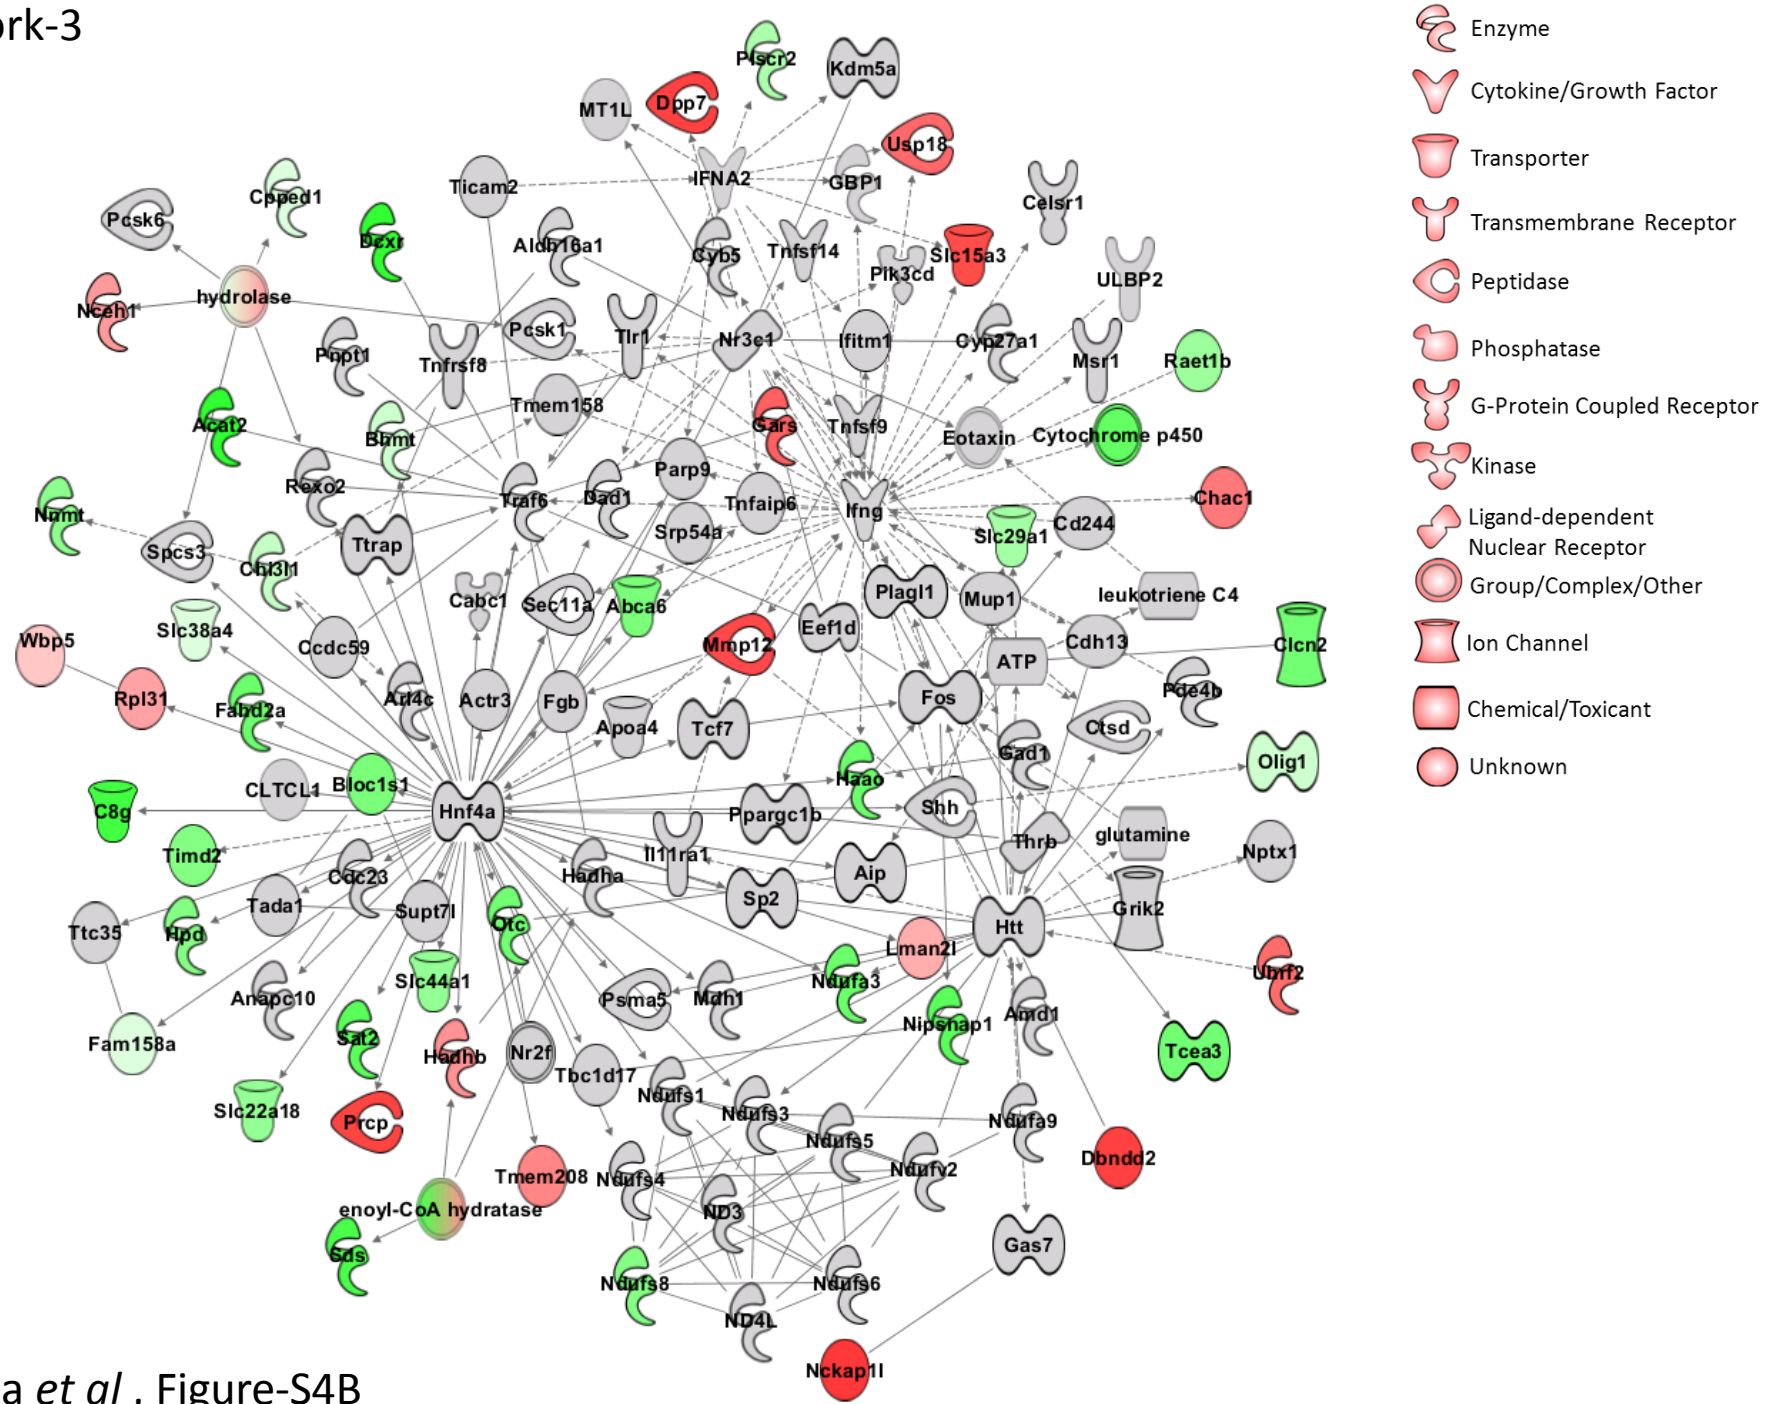 ork-3
Plscr2
Kdm5a
MT1L
Dpp7
Usp18
IFNA2
GBP1
Ticam2
Cpped1
Pcsk6
Celsr1
Dcxr
Aldh16a1
Cyb5
Tnfsf14
Pik3cd
Slc15a3
ULBP2
hydrolase
Nceh1
Pcsk1
Tlr1
Nr3c1
Ifitm1
Cyp27a1
Msr1
Raet1b
Pnpt1
Tnfrsf8
Tmem158
Acat2
Bhmt
Gars
Tnfsf9
Eotaxin
Cytochrome p450
Rexo2
Parp9
Traf6
Dad1
Tnfaip6
Ifng
Chac1
Nnmt
Spcs3
Ttrap
Srp54a
Slc29a1
Cd244
Chi3l1
Cabc1
Sec11a
Abca6
Plagl1
Mup1
leukotriene C4
Slc38a4
Wbp5
Ccdc59
Mmp12
Eef1d
Cdh13
Clcn2
ATP
Rpl31
Fabd2a
Arl4c
Actr3
Fgb
Apoa4
Tcf7
Fos
Pde4b
Ctsd
Gad1
Olig1
CLTCL1
Bloc1s1
Haao
C8g
Hnf4a
Ppargc1b
Shh
Thrb
glutamine
Timd2
Il11ra1
Nptx1
Cdc23
Hadha
Aip
Sp2
Grik2
Tada1
Supt7l
Otc
Htt
Ttc35
Hpd
Lman2l
Uhrf2
Slc44a1
Anapc10
Psma5
Mdh1
Ndufa3
Nipsnap1
Amd1
Fam158a
Sat2
Hadhb
Nr2f
Tbc1d17
Tcea3
Slc22a18
Prcp
Ndufs1
Ndufs3
Ndufs5
Ndufa9
Ndufv2
Dbndd2
Tmem208
Ndufs4
ND3
enoyl-CoA hydratase
Sds
Gas7
Ndufs8
Ndufs6
ND4L
Nckap1l
Enzyme
Cytokine/Growth Factor
Transporter
Transmembrane Receptor
Peptidase
Phosphatase
G-Protein Coupled Receptor
Kinase
Ligand-dependent
Nuclear Receptor
Group/Complex/Other
Ion Channel
Chemical/Toxicant
Unknown
a et al , Figure-S4B